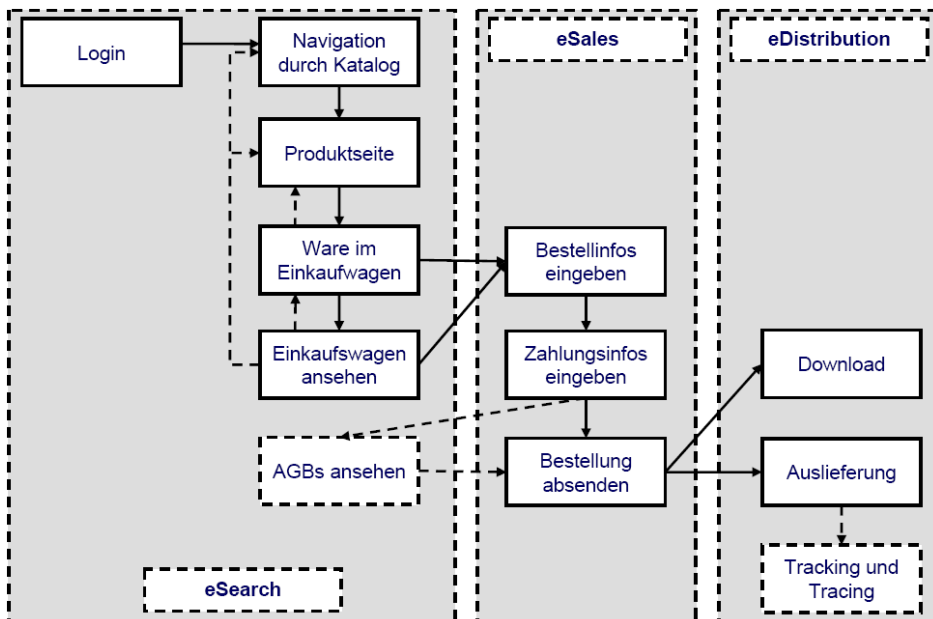 Login
Navigation
durch Katalog
Produktseite
Ware im
Einkaufwagen
Einkaufswagen
ansehen
AGBs ansehen
eSearch
eSales
Bestellinfos
eingeben
Zahlungsinfos
eingeben
Bestellung
absenden
eDistribution
Download
Auslieferung
Tracking und
Tracing